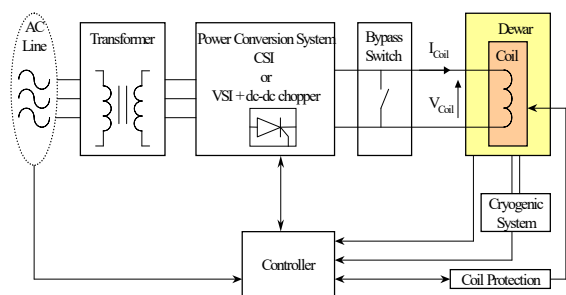 AC
Line
Transformer
Power Conversion System
CSI
or
VSI + dc-dc chopper
Bypass
Switch
I Coil
V Coil
Dewar
Coil
Cryogenic
System
Controller
Coil Protection